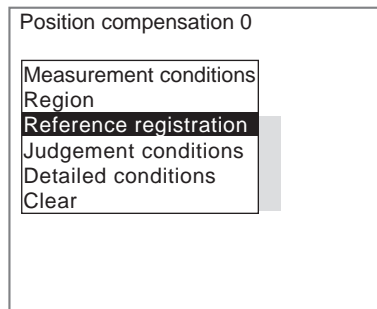 Position compensation 0
Measurement conditions
Region
Reference registration
Judgement conditions
Detailed conditions
Clear